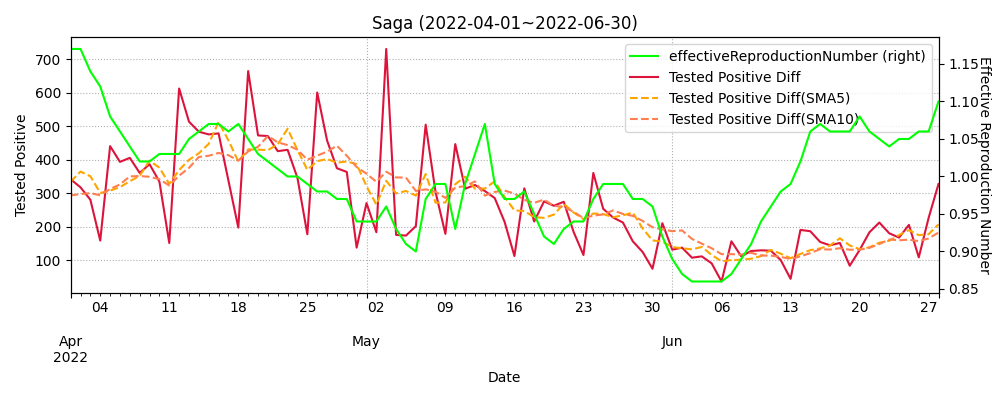 Saga (2022-04-01~2022-06-30)
effectiveReproductionNumber (right)
Tested Positive Diff
Tested Positive Diff(SMA5)
Tested Positive Diff(SMA10)
Tested Positive
700
600
500
400
300
200
100
1.15
1.10
1.05
1.00
0.95
0.90
0.85
Effective Reproduction Number
04 11 18 25 02 09 16 23 30 06 13 20 27
Apr May Jun
2022
Date